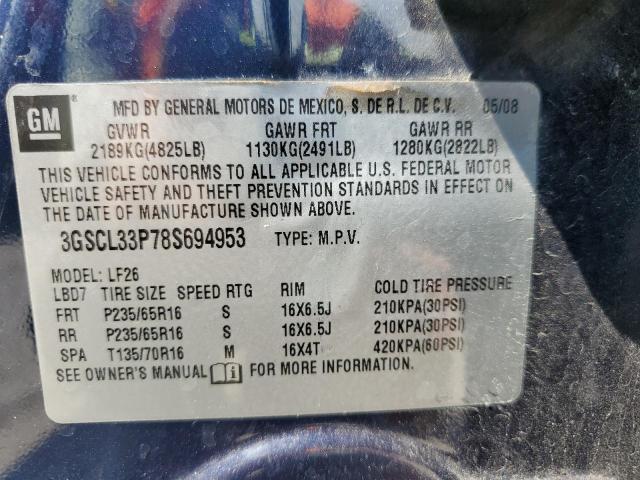 GM
MFD BY GENERAL MOTORS DE MEXICO, S. DE R.L. DE C.V. 05/08
GVWR GAWR FRT GAWR RR
2189KG(4825LB) 1130KG(2491LB) 1280KG(2822LB)
THIS VEHICLE CONFORMS TO ALL APPLICABLE U.S. FEDERAL MOTOR
VEHICLE SAFETY AND THEFT PREVENTION STANDARDS IN EFFECT ON
THE DATE OF MANUFACTURE SHOWN ABOVE.
3GSCL33P78S694953 TYPE: M.P.V.
MODEL: LF26
LBD7 TIRE SIZE SPEED RTG RIM COLD TIRE PRESSURE
FRT P235/65R16 S 16X6.5J 210KPA(30PSI)
RR P235/65R16 S 16X6.5J 210KPA(30PSI)
SPA T135/70R16 M 16X4T 420KPA(60PSI)
SEE OWNER'S MANUAL i FOR MORE INFORMATION.